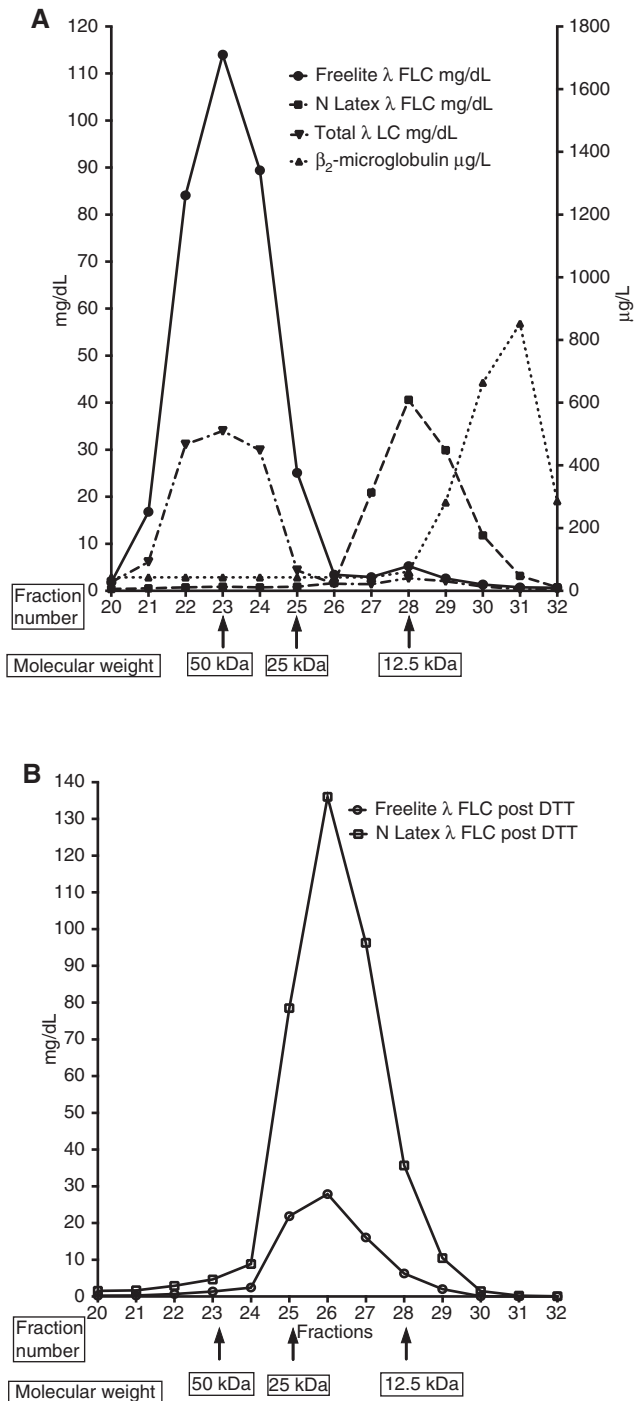 A
120
110
100
90
80
70
60
50
40
30
20
10
0
mg/dL
1800
1600
1400
1200
1000
800
600
400
200
µg/L
Freelite λ FLC mg/dL
N Latex λ FLC mg/dL
Total λ LC mg/dL
β2-microglobulin µg/L
Fraction number
20 21 22 23 24 25 26 27 28 29 30 31 32
Molecular weight
50 kDa 25 kDa 12.5 kDa
B
140
130
120
110
100
90
80
70
60
50
40
30
20
10
0
mg/dL
Freelite λ FLC post DTT
N Latex λ FLC post DTT
20 21 22 23 24 25 26 27 28 29 30 31 32
Fraction number
Fractions
Molecular weight
50 kDa 25 kDa 12.5 kDa